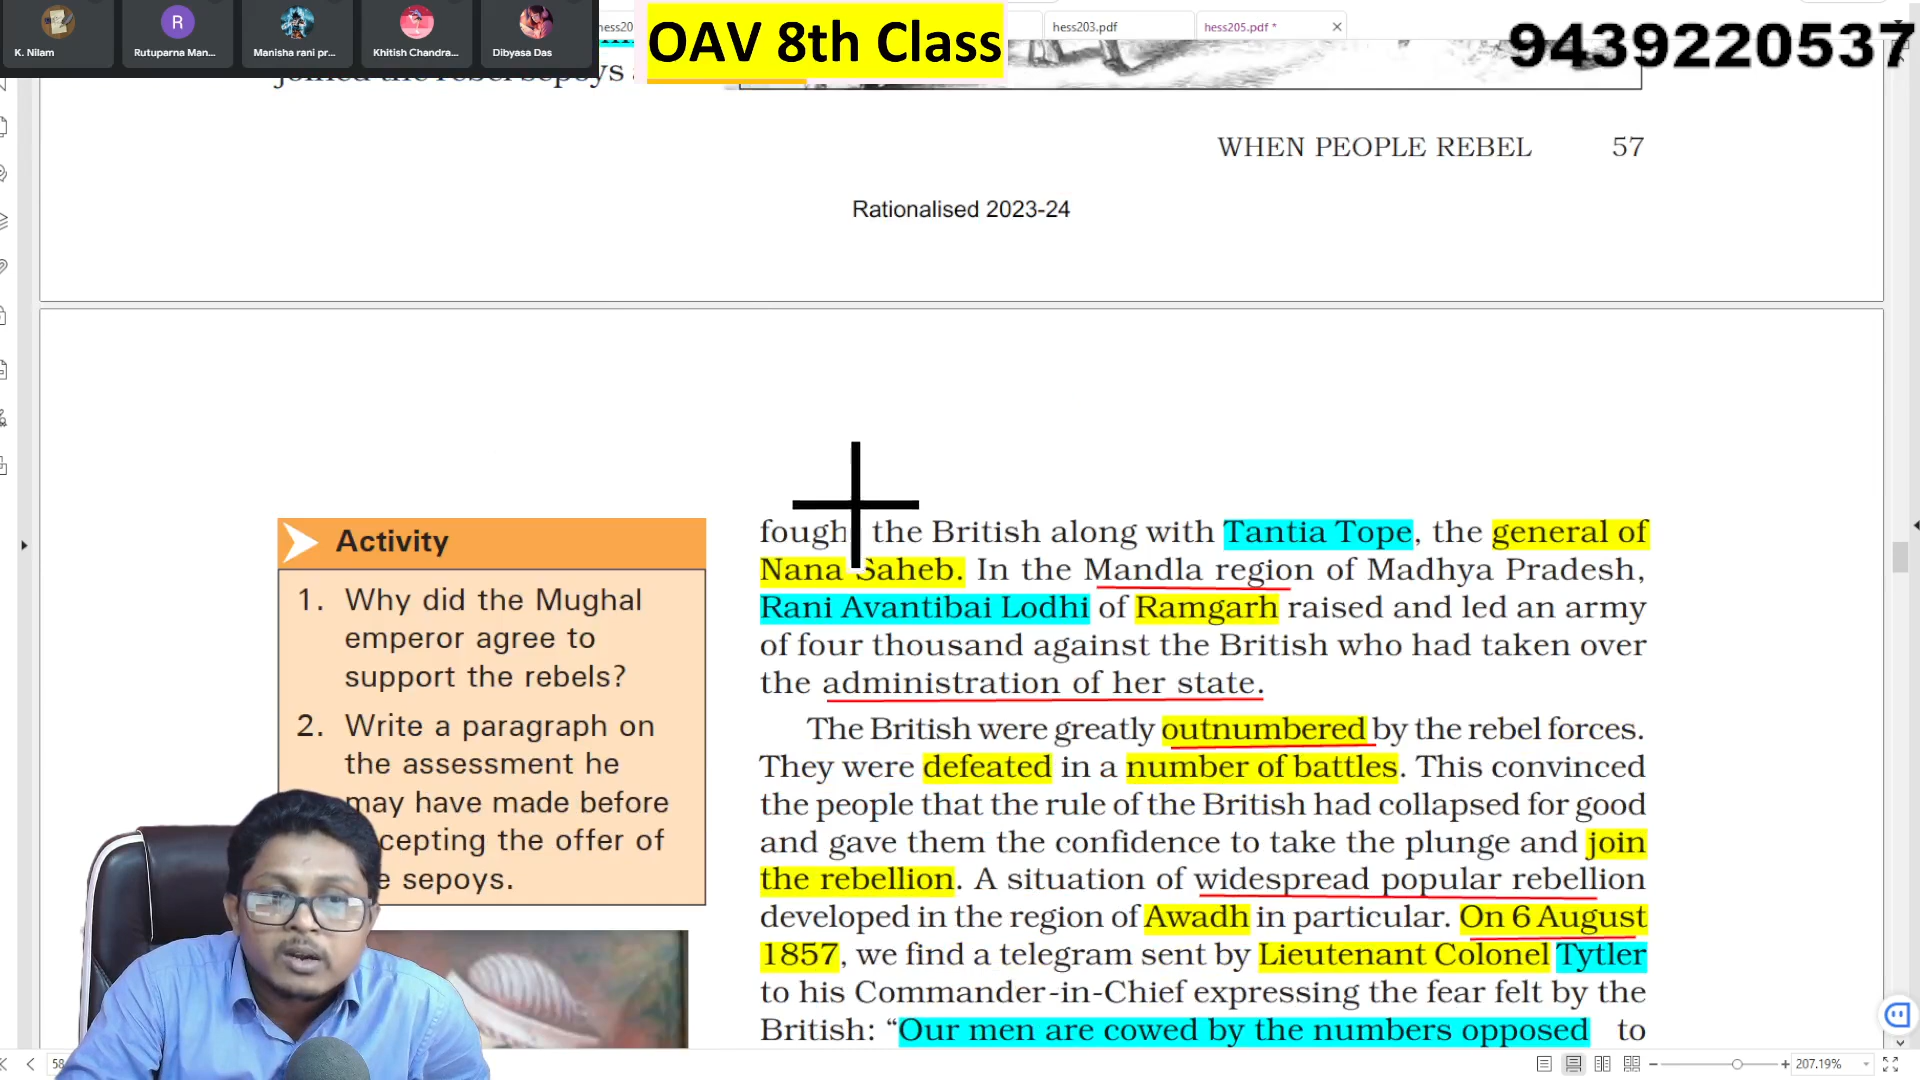 K. Nilam
Rutuparna Man...
Manisha rani pr...
Khitish Chandra...
Dibyasa Das
OAV 8th Class
hess203.pdf
hess205.pdf *
9439220537
joined the rebel sepoys
WHEN PEOPLE REBEL 57
Rationalised 2023-24
Activity
1. Why did the Mughal
emperor agree to
support the rebels?
2. Write a paragraph on
the assessment he
may have made before
cepting the offer of
e sepoys.
fough the British along with Tantia Tope, the general of
Nana Saheb. In the Mandla region of Madhya Pradesh,
Rani Avantibai Lodhi of Ramgarh raised and led an army
of four thousand against the British who had taken over
the administration of her state.
The British were greatly outnumbered by the rebel forces.
They were defeated in a number of battles. This convinced
the people that the rule of the British had collapsed for good
and gave them the confidence to take the plunge and join
the rebellion. A situation of widespread popular rebellion
developed in the region of Awadh in particular. On 6 August
1857, we find a telegram sent by Lieutenant Colonel Tytler
to his Commander-in-Chief expressing the fear felt by the
British: “Our men are cowed by the numbers opposed to
58
207.19%